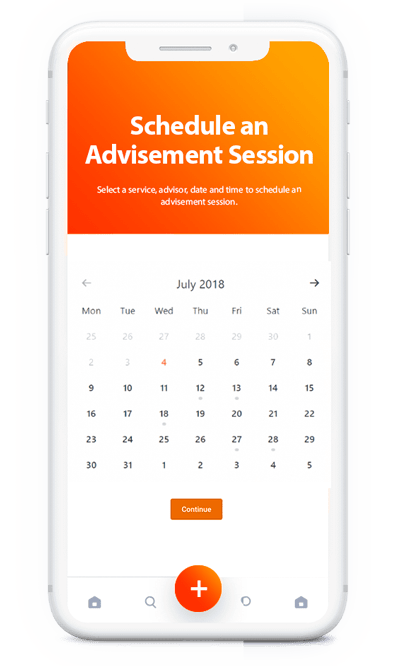 Schedule an
Advisement Session
Select a service, advisor, date and time to schedule an
advisement session.
July 2018
Mon Tue Wed Thu Fri Sat Sun
25 26 27 28 29 30 1
2 3 4 5 6 7 8
9 10 11 12 13 14 15
16 17 18 19 20 21 22
23 24 25 26 27 28 29
30 31 1 2 3 4 5
Continue